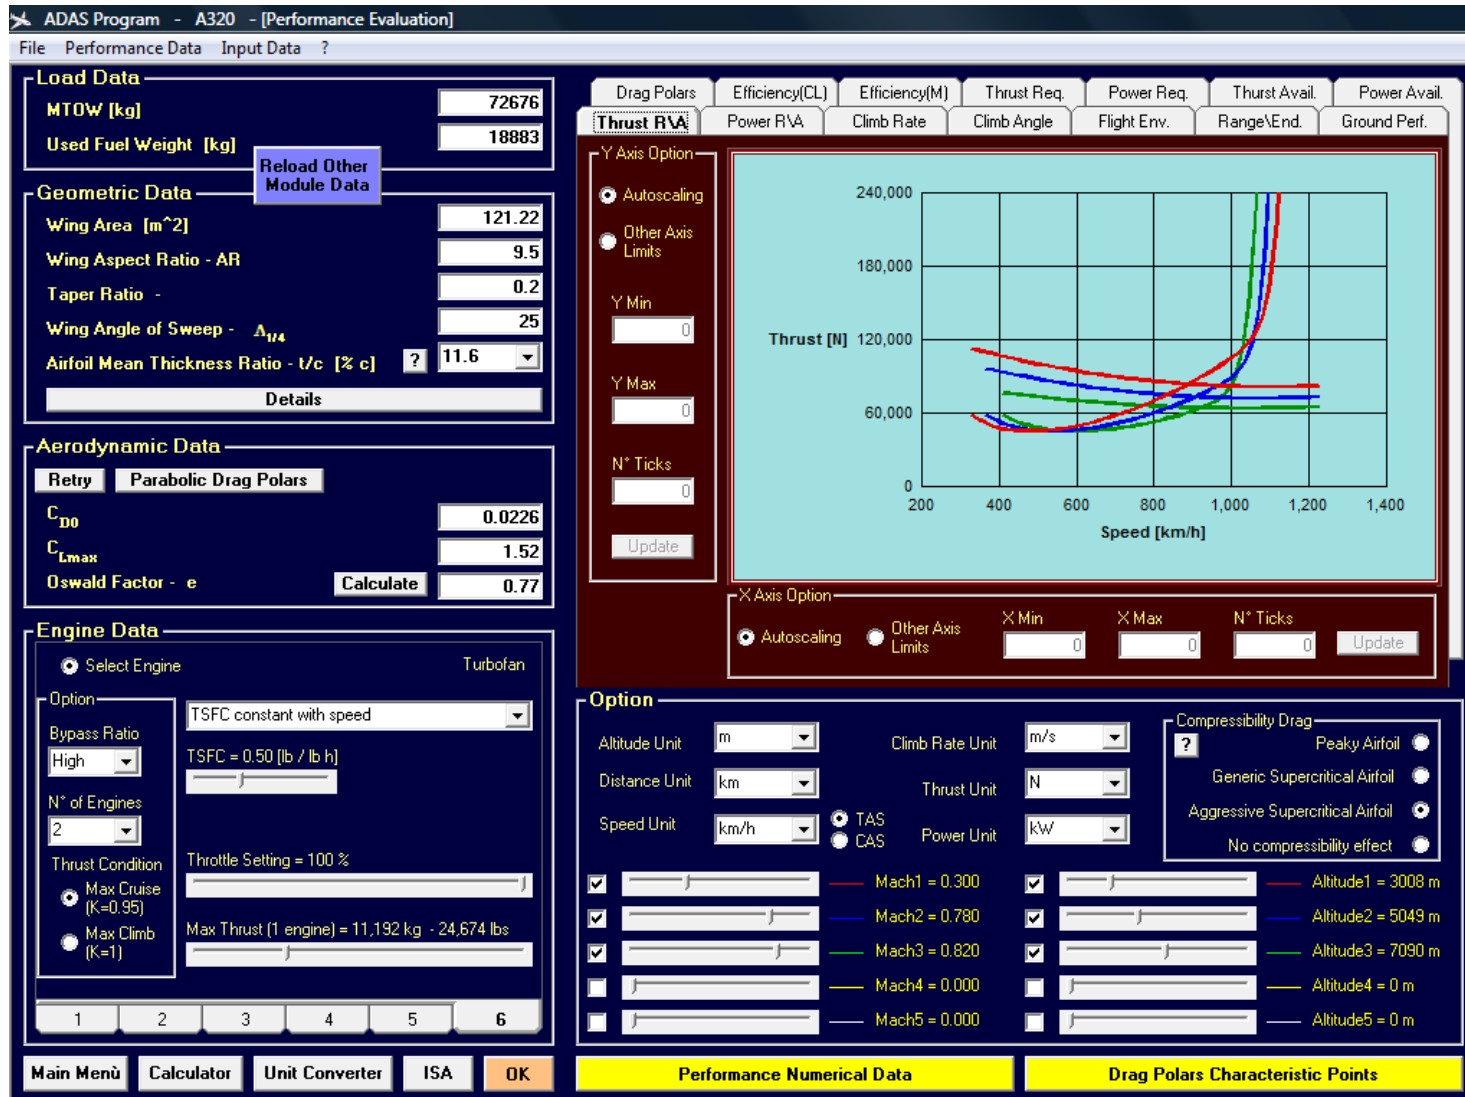 ADAS Program - A320 - [Performance Evaluation]
File Performance Data Input Data ?
Load Data
MTOW [kg] 72676
Used Fuel Weight [kg] 18883
Reload Other
Module Data
Geometric Data
Wing Area [m^2] 121.22
Wing Aspect Ratio - AR 9.5
Taper Ratio - 0.2
Wing Angle of Sweep - Λ1/4 25
Airfoil Mean Thickness Ratio - t/c [% c] ? 11.6
Details
Aerodynamic Data
Retry Parabolic Drag Polars
CD0 0.0226
CLmax 1.52
Oswald Factor - e Calculate 0.77
Engine Data
Select Engine Turbofan
Option
Bypass Ratio
High
N° of Engines
2
Thrust Condition
Max Cruise
(K=0.95)
Max Climb
(K=1)
TSFC constant with speed
TSFC = 0.50 [lb / lb h]
Throttle Setting = 100 %
Max Thrust (1 engine) = 11,192 kg - 24,674 lbs
1 2 3 4 5 6
Main Menù Calculator Unit Converter ISA OK
Drag Polars Efficiency(CL) Efficiency(M) Thrust Req. Power Req. Thurst Avail. Power Avail.
Thrust R\A Power R\A Climb Rate Climb Angle Flight Env. Range\End. Ground Perf.
Y Axis Option
Autoscaling
Other Axis
Limits
Y Min
0
Y Max
0
N° Ticks
0
Update
240,000
180,000
Thrust [N] 120,000
60,000
0
200 400 600 800 1,000 1,200 1,400
Speed [km/h]
X Axis Option
Autoscaling
Other Axis
Limits
X Min
0
X Max
0
N° Ticks
0
Update
Option
Altitude Unit m
Distance Unit km
Speed Unit km/h
TAS
CAS
Climb Rate Unit m/s
Thrust Unit N
Power Unit kW
Compressibility Drag
? Peaky Airfoil
Generic Supercritical Airfoil
Aggressive Supercritical Airfoil
No compressibility effect
Mach1 = 0.300 Altitude1 = 3008 m
Mach2 = 0.780 Altitude2 = 5049 m
Mach3 = 0.820 Altitude3 = 7090 m
Mach4 = 0.000 Altitude4 = 0 m
Mach5 = 0.000 Altitude5 = 0 m
Performance Numerical Data Drag Polars Characteristic Points